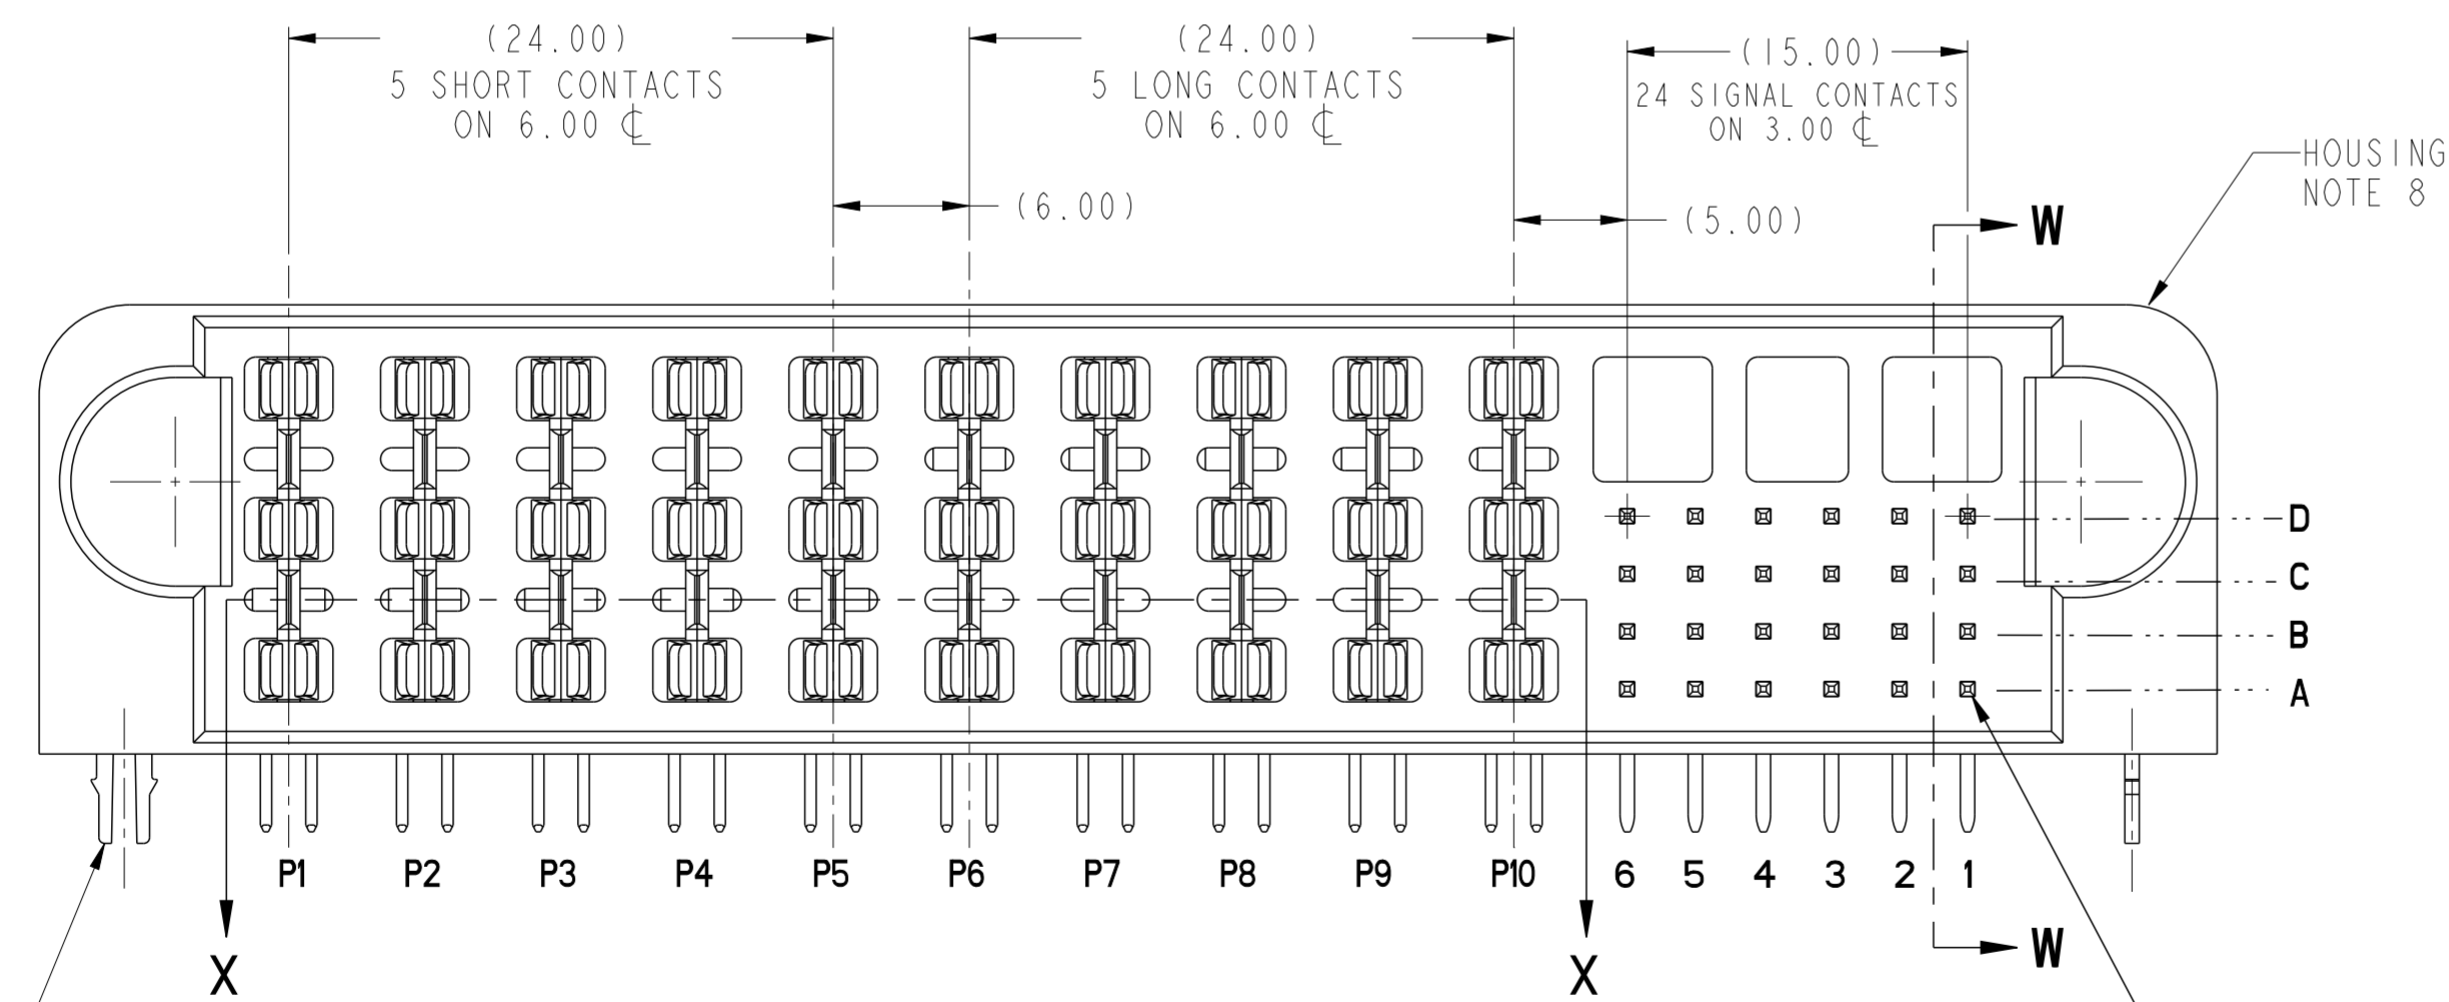 (24.00)
5 SHORT CONTACTS
ON 6.00 ℄
(24.00)
5 LONG CONTACTS
ON 6.00 ℄
(15.00)
24 SIGNAL CONTACTS
ON 3.00 ℄
HOUSING
NOTE 8
(6.00)
(5.00)
W
D
C
B
A
P1 P2 P3 P4 P5 P6 P7 P8 P9 P10 6 5 4 3 2 1
X X W